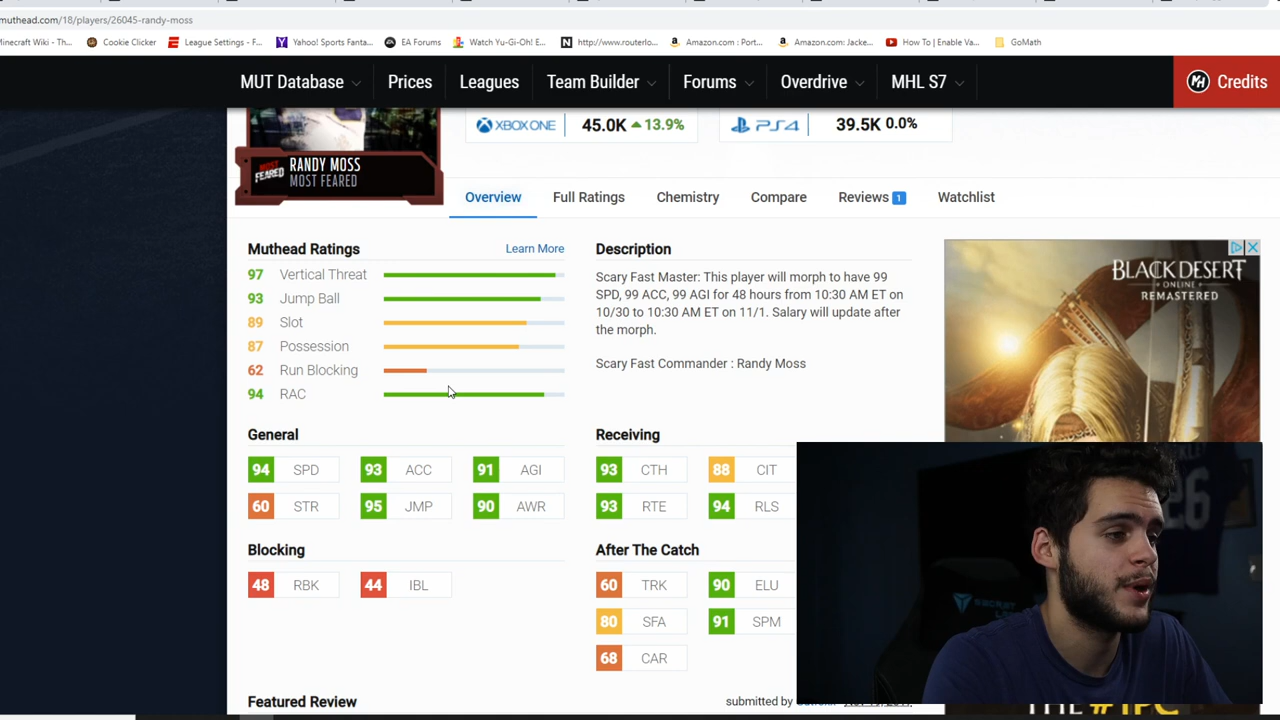 muthead.com/18/players/26045-randy-moss
Minecraft Wiki - Th... Cookie Clicker League Settings - F... Yahoo! Sports Fanta... EA Forums Watch Yu-Gi-Oh! E... http://www.routerlo... Amazon.com : Port... Amazon.com: Jacke... How To | Enable Va... GoMath
MUT Database Prices Leagues Team Builder Forums Overdrive MHL S7 Credits
XBOX ONE 45.0K 13.9% PS4 39.5K 0.0%
MOST FEARED RANDY MOSS
MOST FEARED
Overview Full Ratings Chemistry Compare Reviews 1 Watchlist
Muthead Ratings Learn More
97 Vertical Threat
93 Jump Ball
89 Slot
87 Possession
62 Run Blocking
94 RAC
Description
Scary Fast Master: This player will morph to have 99
SPD, 99 ACC, 99 AGI for 48 hours from 10:30 AM ET on
10/30 to 10:30 AM ET on 11/1. Salary will update after
the morph.
Scary Fast Commander : Randy Moss
BLACK DESERT
ONLINE
REMASTERED
General
94 SPD 93 ACC 91 AGI
60 STR 95 JMP 90 AWR
Receiving
93 CTH 88 CIT
93 RTE 94 RLS
Blocking
48 RBK 44 IBL
After The Catch
60 TRK 90 ELU
80 SFA 91 SPM
68 CAR
26
SECRET LAB
Featured Review submitted by